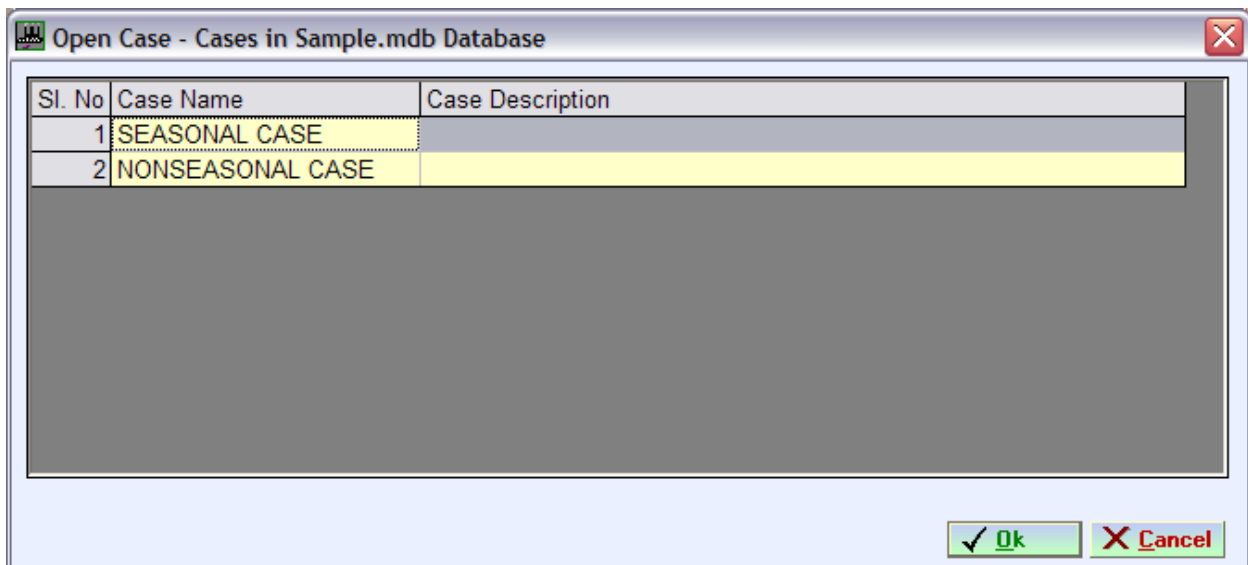 Open Case - Cases in Sample.mdb Database
Sl. No Case Name Case Description
1 SEASONAL CASE
2 NONSEASONAL CASE
Ok Cancel